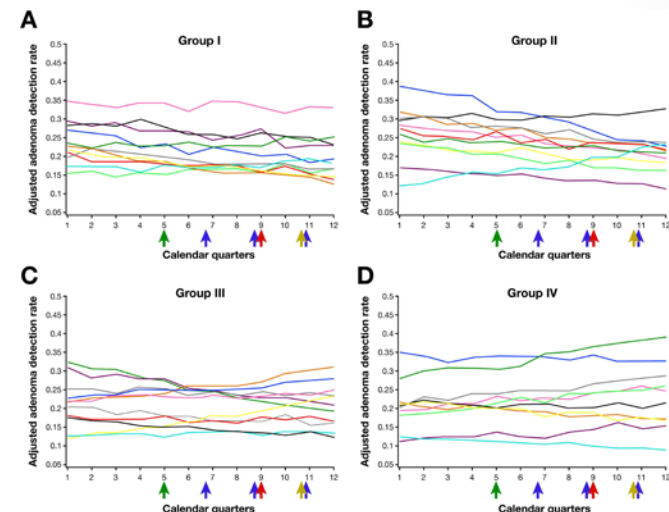 A
Group I
Adjusted adenoma detection rate
0.5
0.45
0.4
0.35
0.3
0.25
0.2
0.15
0.1
0.05
1 2 3 4 5 6 7 8 9 10 11 12
Calendar quarters
B
Group II
Adjusted adenoma detection rate
0.5
0.45
0.4
0.35
0.3
0.25
0.2
0.15
0.1
0.05
1 2 3 4 5 6 7 8 9 10 11 12
Calendar quarters
C
Group III
Adjusted adenoma detection rate
0.5
0.45
0.4
0.35
0.3
0.25
0.2
0.15
0.1
0.05
1 2 3 4 5 6 7 8 9 10 11 12
Calendar quarters
D
Group IV
Adjusted adenoma detection rate
0.5
0.45
0.4
0.35
0.3
0.25
0.2
0.15
0.1
0.05
1 2 3 4 5 6 7 8 9 10 11 12
Calendar quarters